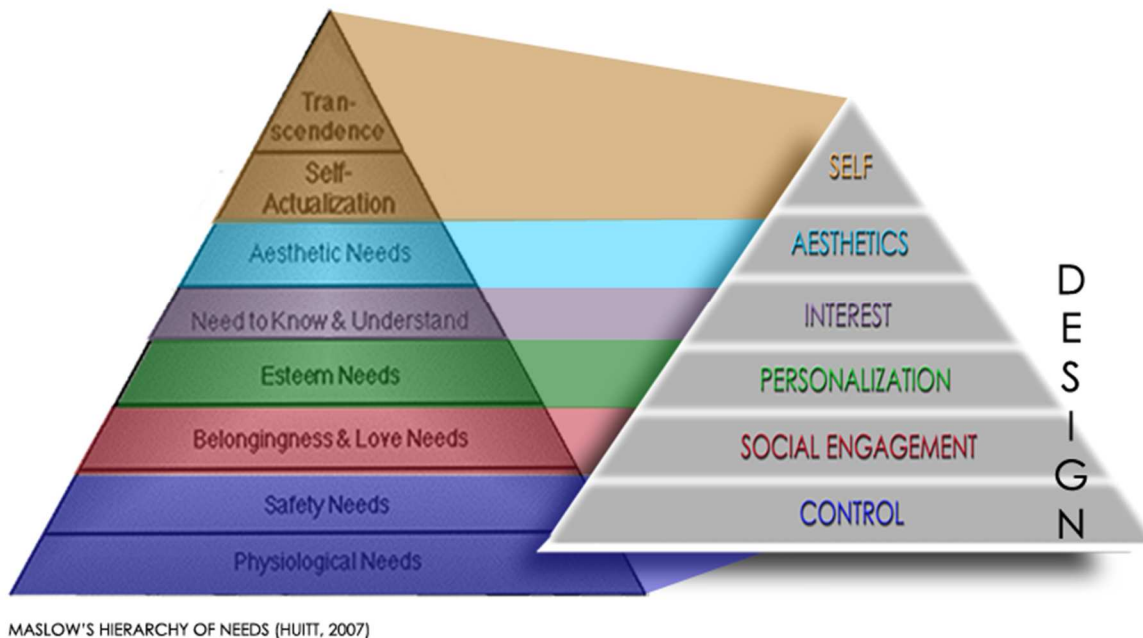 Tran-
scendence
Self-
Actualization
Aesthetic Needs
Need to Know & Understand
Esteem Needs
Belongingness & Love Needs
Safety Needs
Physiological Needs
SELF
AESTHETICS
INTEREST
PERSONALIZATION
SOCIAL ENGAGEMENT
CONTROL
DESIGN
MASLOW'S HIERARCHY OF NEEDS (HUITT, 2007)